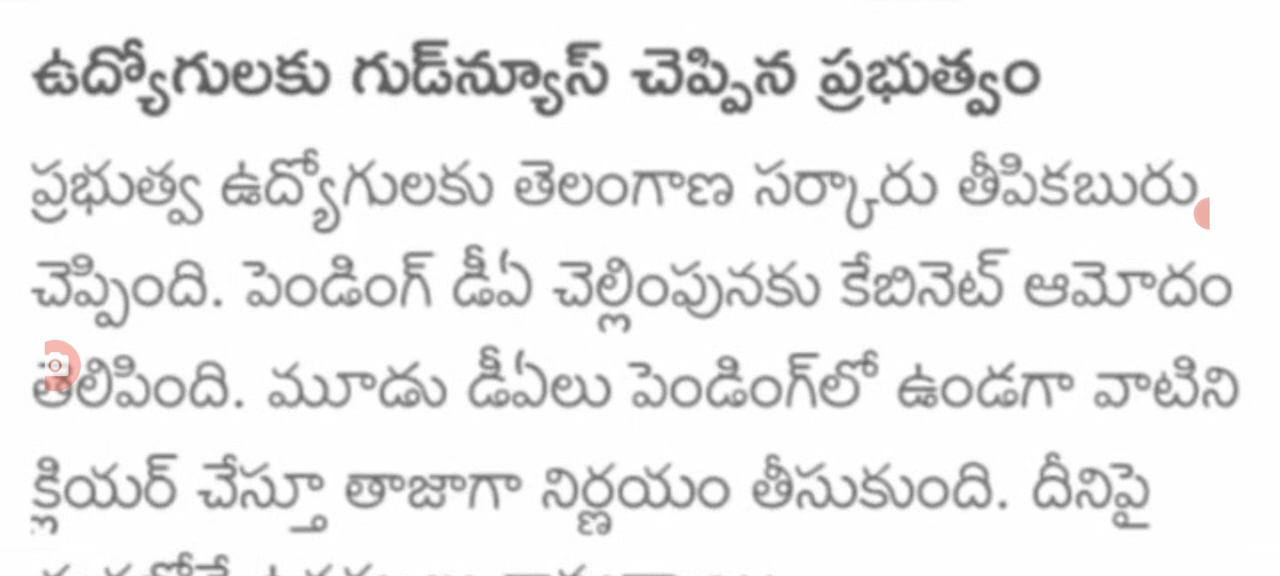 ఉద్యోగులకు గుడ్‌న్యూస్ చెప్పిన ప్రభుత్వం
ప్రభుత్వ ఉద్యోగులకు తెలంగాణ సర్కారు తీపికబురు
చెప్పింది. పెండింగ్ డీఏ చెల్లింపునకు కేబినెట్ ఆమోదం
తెలిపింది. మూడు డీఏలు పెండింగ్‌లో ఉండగా వాటిని
క్లియర్ చేస్తూ తాజాగా నిర్ణయం తీసుకుంది. దీనిపై